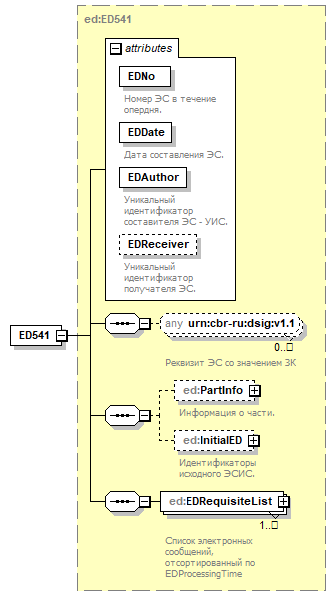 ed:ED541
attributes
EDNo
Номер ЭС в течение
опердня.
EDDate
Дата составления ЭС.
EDAuthor
Уникальный
идентификатор
составителя ЭС - УИС.
EDReceiver
Уникальный
идентификатор
получателя ЭС.
ED541
any urn:cbr-ru:dsig:v1.1
0..
Реквизит ЭС со значением ЗК
ed:PartInfo
Информация о части.
ed:InitialED
Идентификаторы
исходного ЭСИС.
ed:EDRequisiteList
1..
Список электронных
сообщений,
отсортированный по
EDProcessingTime